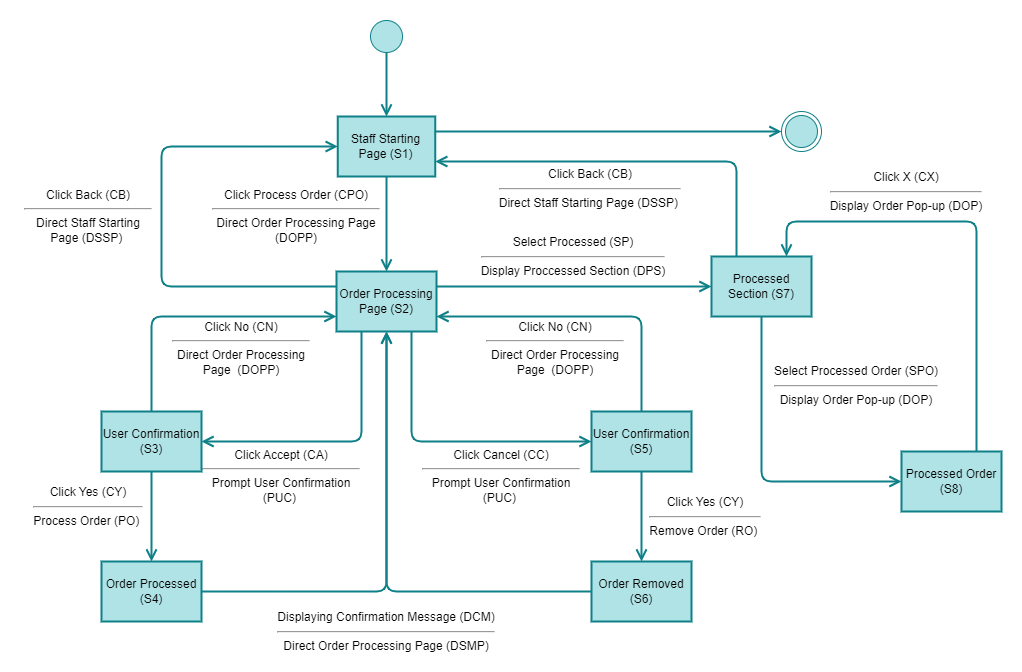 Staff Starting
Page (S1)
Click Back (CB)
Direct Staff Starting
Page (DSSP)
Click Process Order (CPO)
Direct Order Processing Page
(DOPP)
Click Back (CB)
Direct Staff Starting Page (DSSP)
Click X (CX)
Display Order Pop-up (DOP)
Select Processed (SP)
Display Proccessed Section (DPS)
Order Processing
Page (S2)
Processed
Section (S7)
Click No (CN)
Direct Order Processing
Page (DOPP)
Click No (CN)
Direct Order Processing
Page (DOPP)
Select Processed Order (SPO)
Display Order Pop-up (DOP)
User Confirmation
(S3)
Click Accept (CA)
Prompt User Confirmation
(PUC)
Click Cancel (CC)
Prompt User Confirmation
(PUC)
User Confirmation
(S5)
Processed Order
(S8)
Click Yes (CY)
Process Order (PO)
Click Yes (CY)
Remove Order (RO)
Order Processed
(S4)
Order Removed
(S6)
Displaying Confirmation Message (DCM)
Direct Order Processing Page (DSMP)